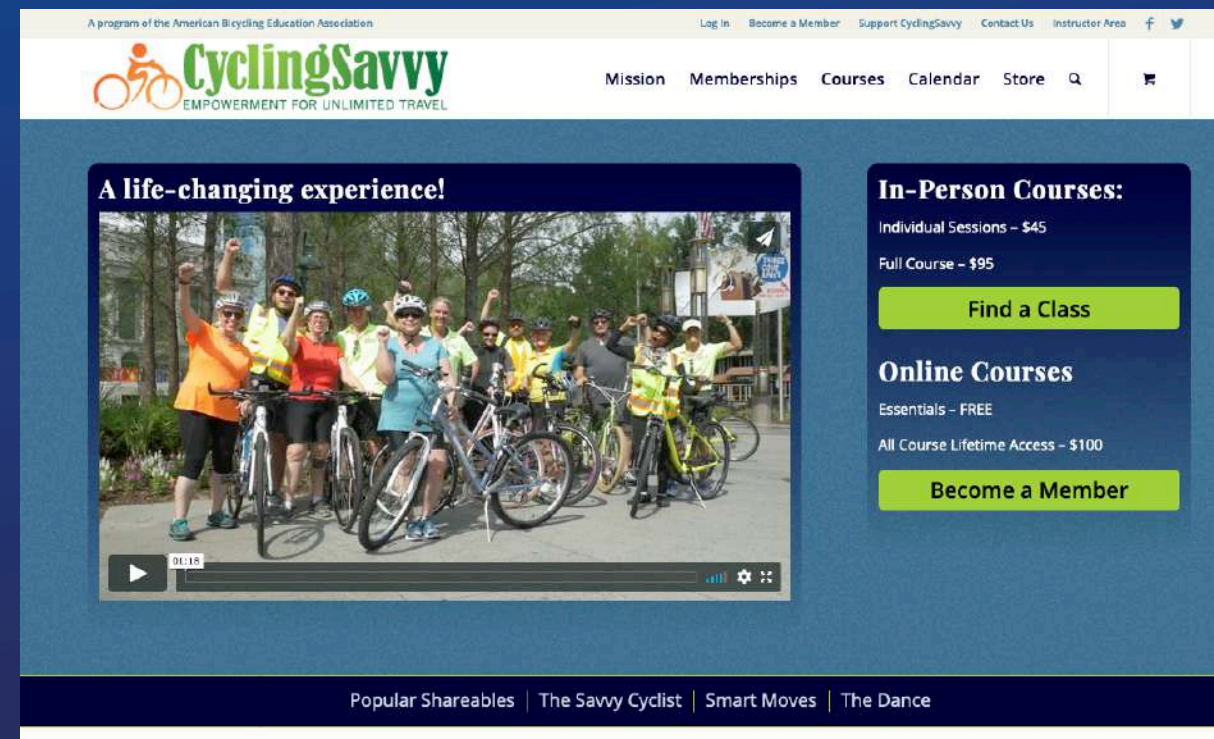 A program of the American Bicycling Education Association
Log In Become a Member Support CyclingSavvy Contact Us Instructor Area
CyclingSavvy
EMPOWERMENT FOR UNLIMITED TRAVEL
Mission Memberships Courses Calendar Store
A life-changing experience!
01:18
In-Person Courses:
Individual Sessions – $45
Full Course – $95
Find a Class
Online Courses
Essentials – FREE
All Course Lifetime Access – $100
Become a Member
Popular Shareables | The Savvy Cyclist | Smart Moves | The Dance